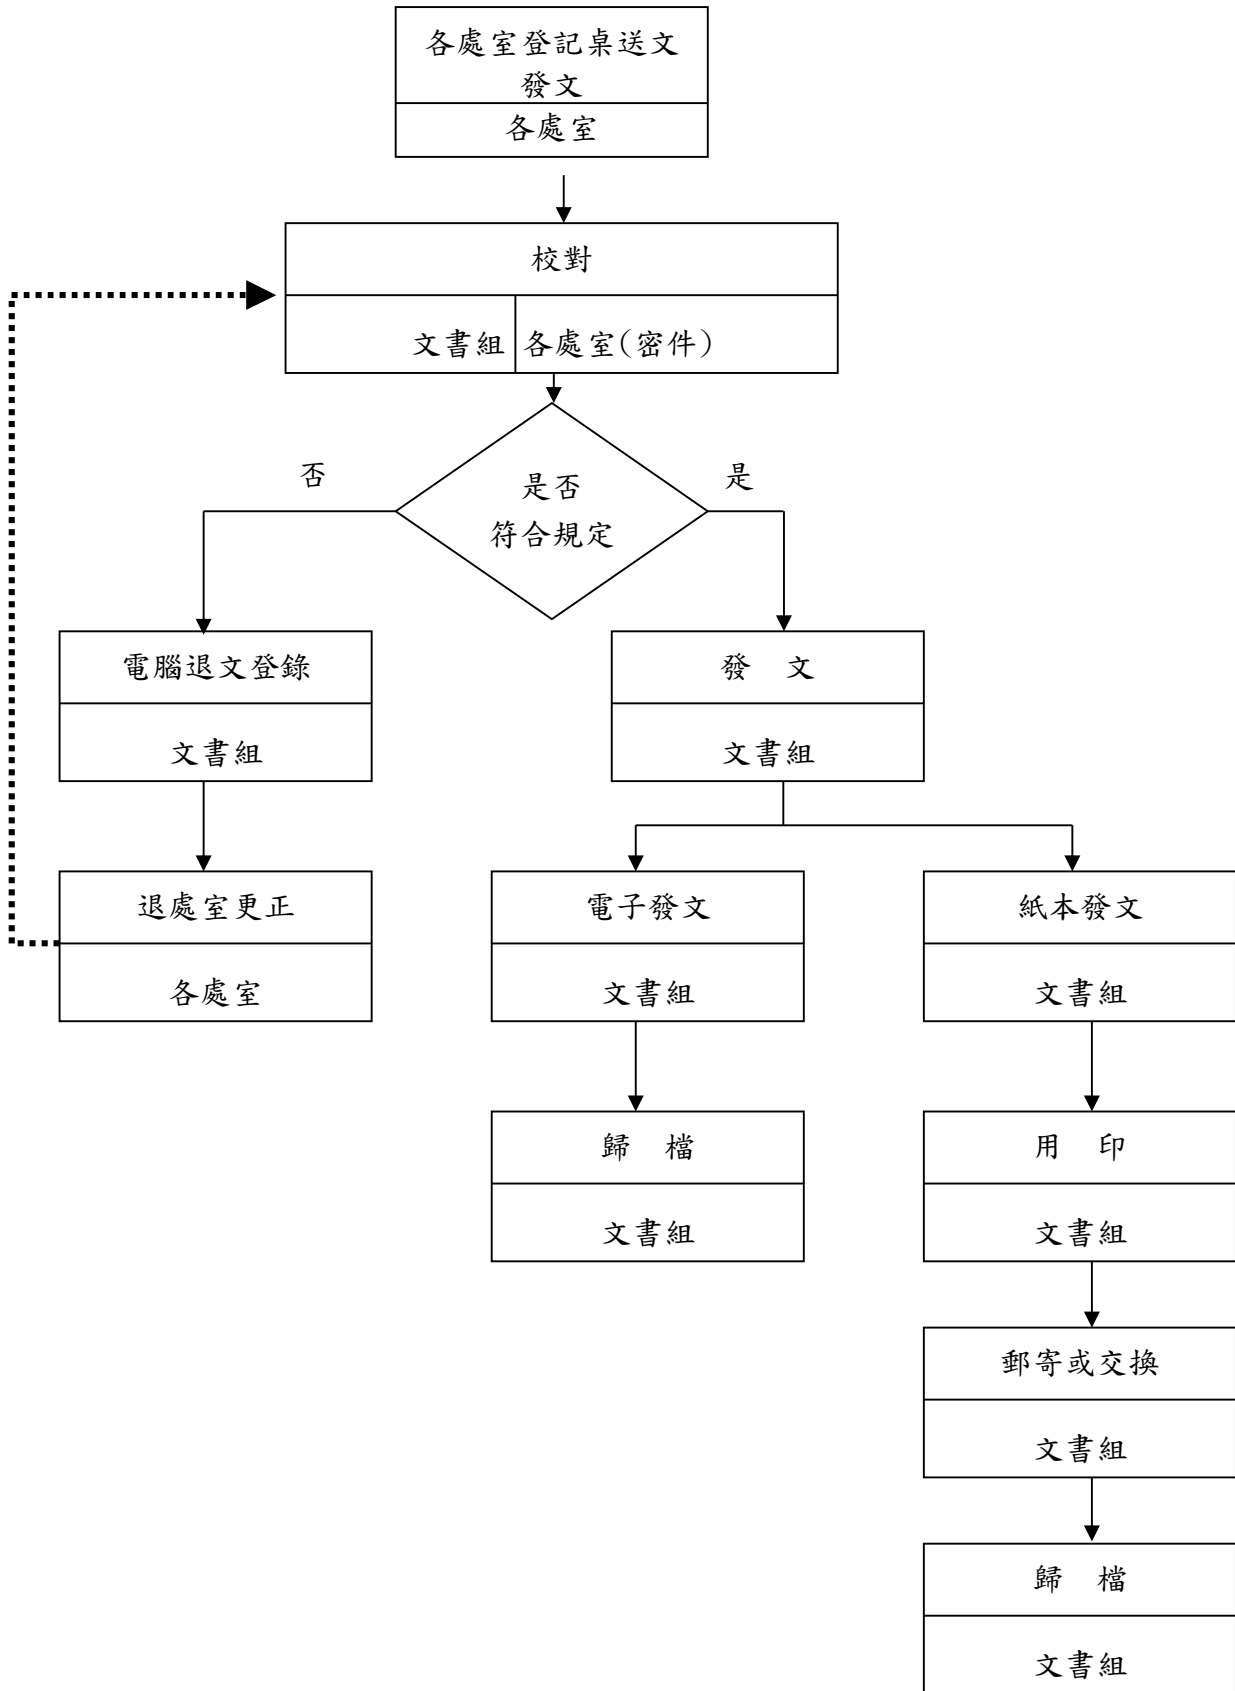 各處室登記桌送文
發文
各處室
校對
文書組
各處室(密件)
否
是
是否
符合規定
電腦退文登錄
文書組
發　文
文書組
退處室更正
各處室
電子發文
文書組
紙本發文
文書組
歸　檔
文書組
用　印
文書組
郵寄或交換
文書組
歸　檔
文書組